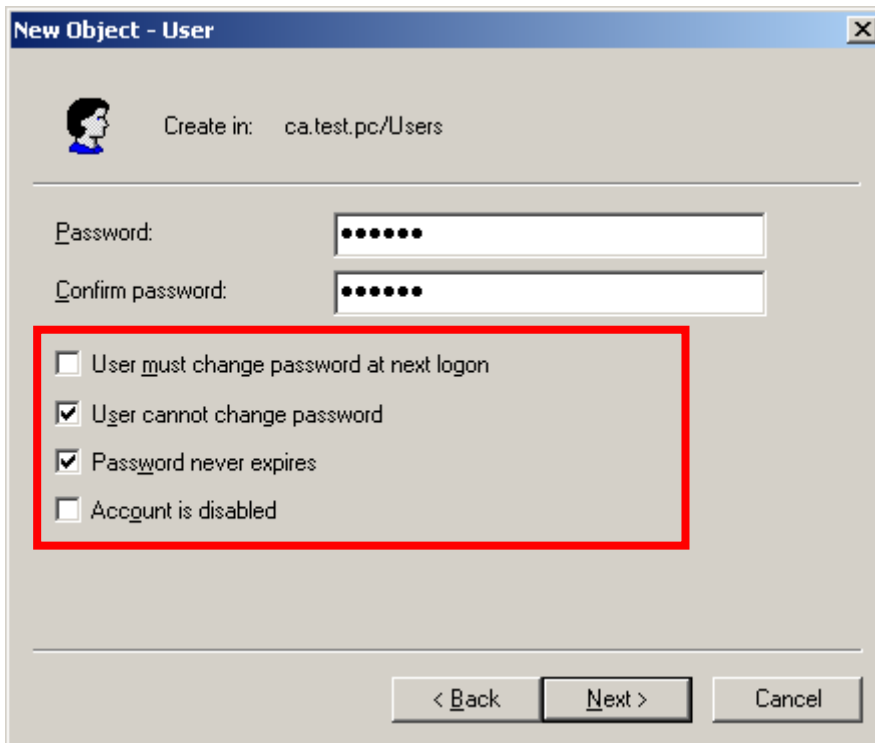 New Object - User
Create in: ca.test.pc/Users
Password: ●●●●●●
Confirm password: ●●●●●●
User must change password at next logon
User cannot change password
Password never expires
Account is disabled
< Back Next > Cancel